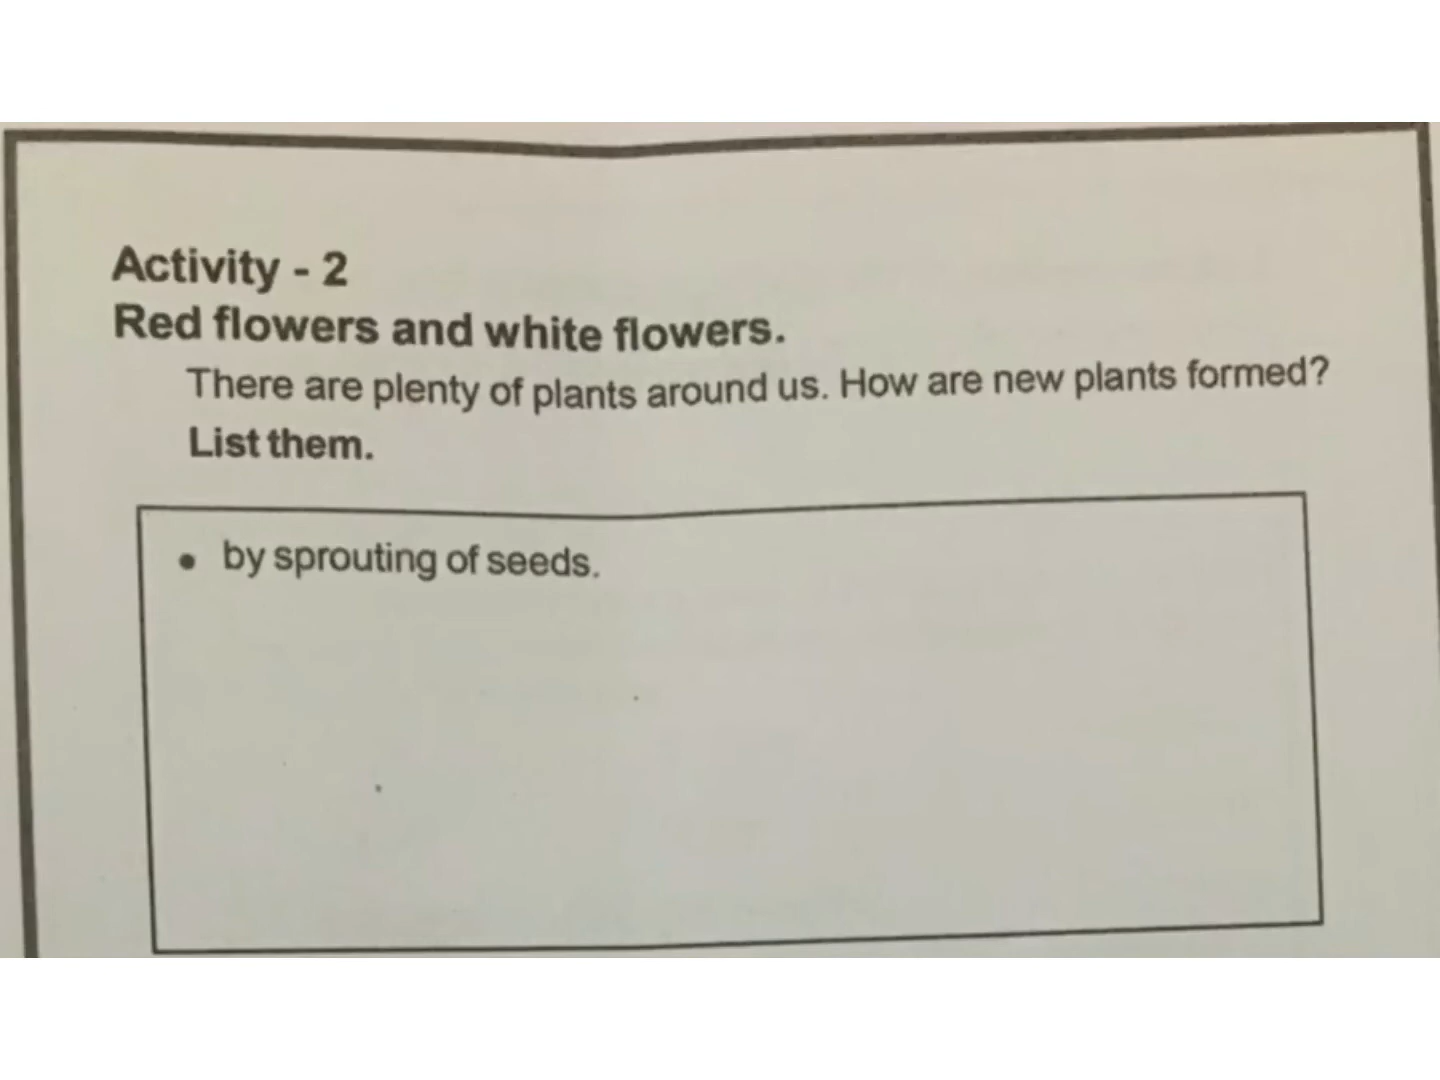 Activity - 2
Red flowers and white flowers.
There are plenty of plants around us. How are new plants formed?
List them.
• by sprouting of seeds.